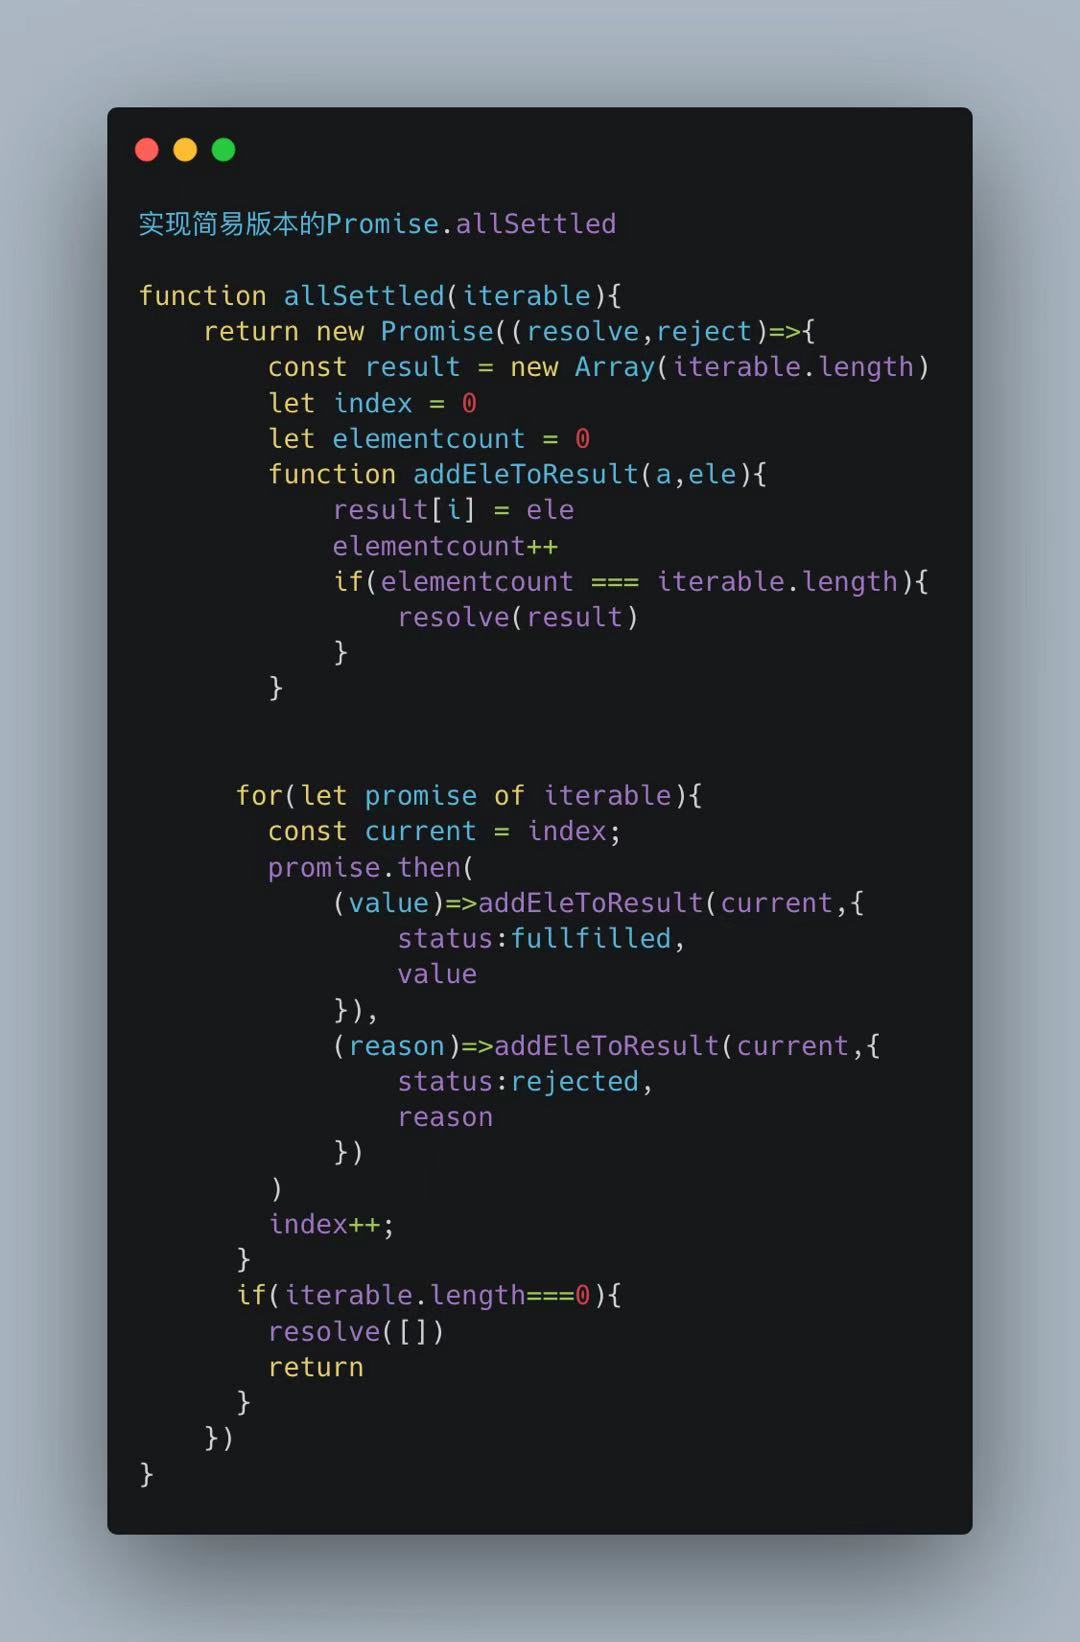 实现简易版本的Promise.allSettled
function allSettled(iterable){
    return new Promise((resolve,reject)=>{
        const result = new Array(iterable.length)
        let index = 0
        let elementcount = 0
        function addEleToResult(a,ele){
            result[i] = ele
            elementcount++
            if(elementcount === iterable.length){
                resolve(result)
            }
        }
      for(let promise of iterable){
        const current = index;
        promise.then(
            (value)=>addEleToResult(current,{
                status:fullfilled,
                value
            }),
            (reason)=>addEleToResult(current,{
                status:rejected,
                reason
            })
        )
        index++;
      }
      if(iterable.length===0){
        resolve([])
        return
      }
    })
}